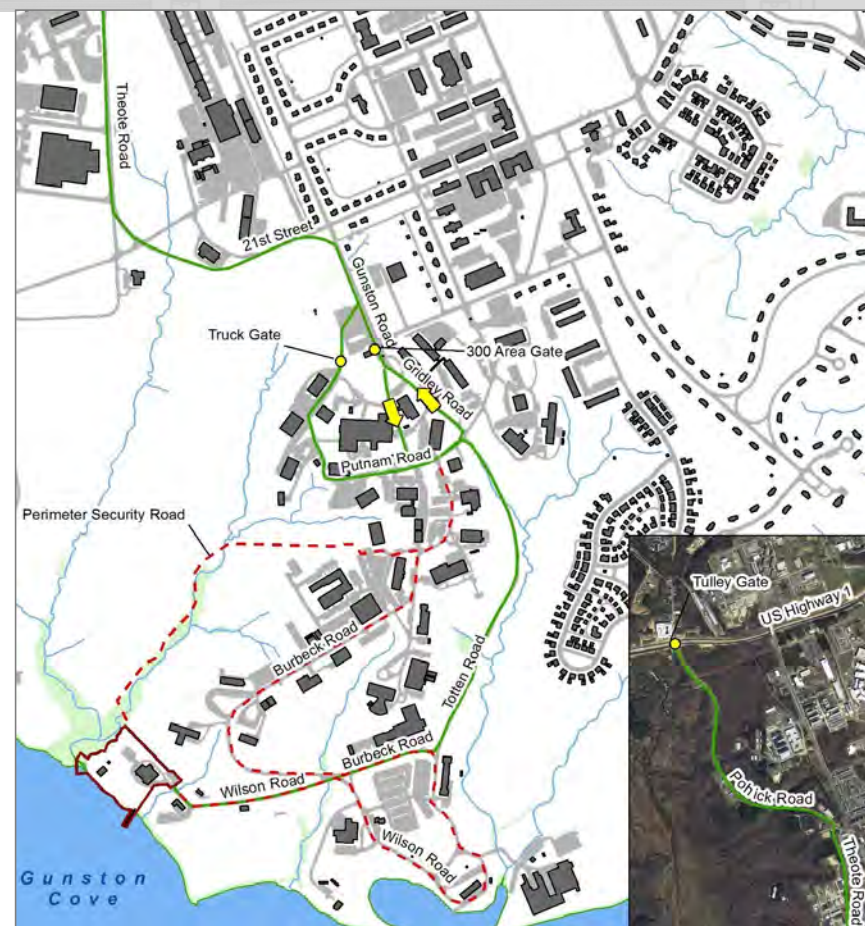 Theote Road
21st Street
Gunston Road
Truck Gate
300 Area Gate
Gridley Road
Putnam Road
Perimeter Security Road
Burbeck Road
Totten Road
Burbeck Road
Wilson Road
Wilson Road
Gunston
Cove
Tulley Gate
US Highway 1
1
Pohick Road
Theote Road